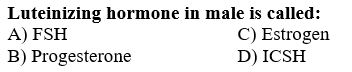 Luteinizing hormone in male is called:
A) FSH C) Estrogen
B) Progesterone D) ICSH